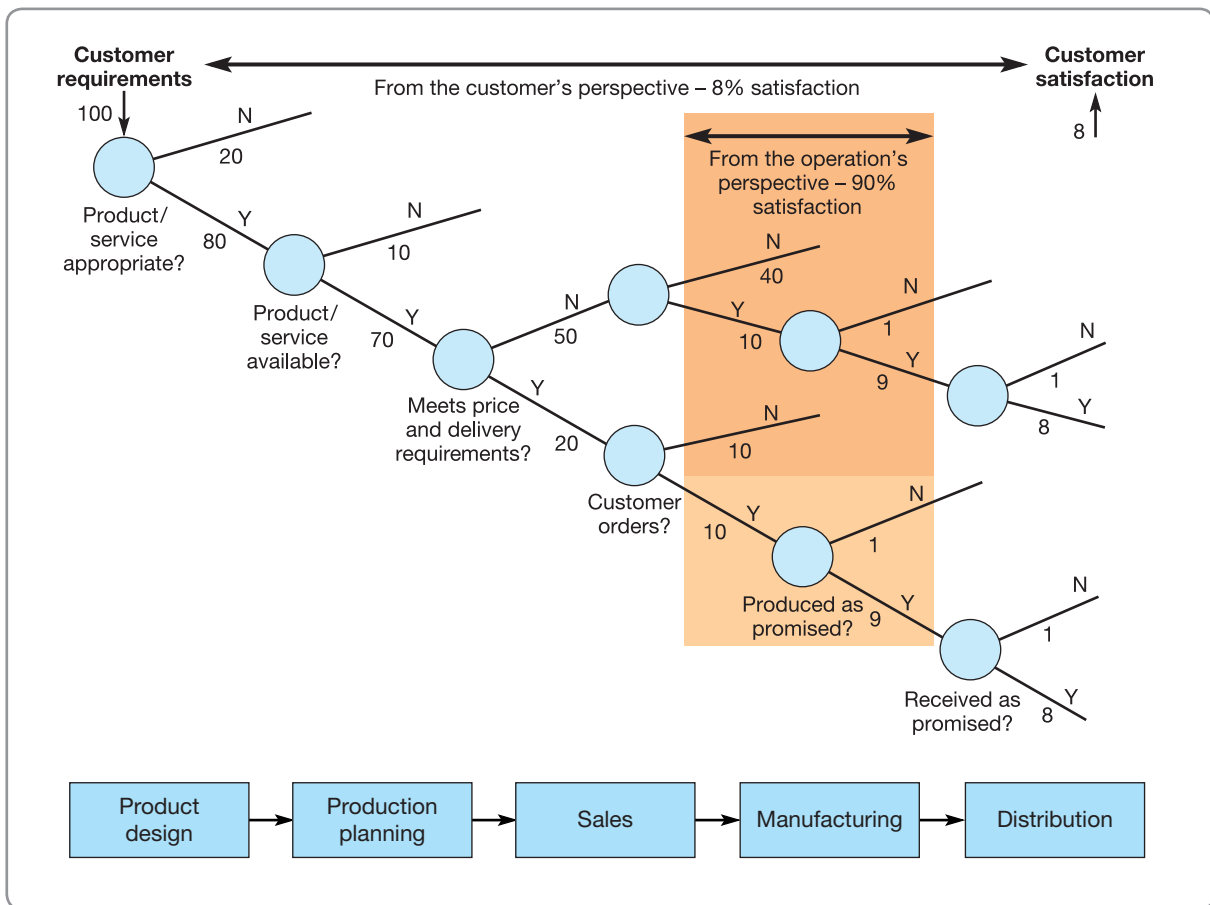 Customer
requirements
Customer
satisfaction
From the customer's perspective – 8% satisfaction
100
8
N
20
From the operation's
perspective – 90%
satisfaction
Product/
service
appropriate?
Y
80
N
10
Product/
service
available?
Y
70
N
50
N
40
Y
10
N
1
Y
9
N
1
Y
8
Meets price
and delivery
requirements?
Y
20
N
10
Customer
orders?
Y
10
N
1
Produced as
promised?
Y
9
N
1
Received as
promised?
Y
8
Product
design
Production
planning
Sales
Manufacturing
Distribution